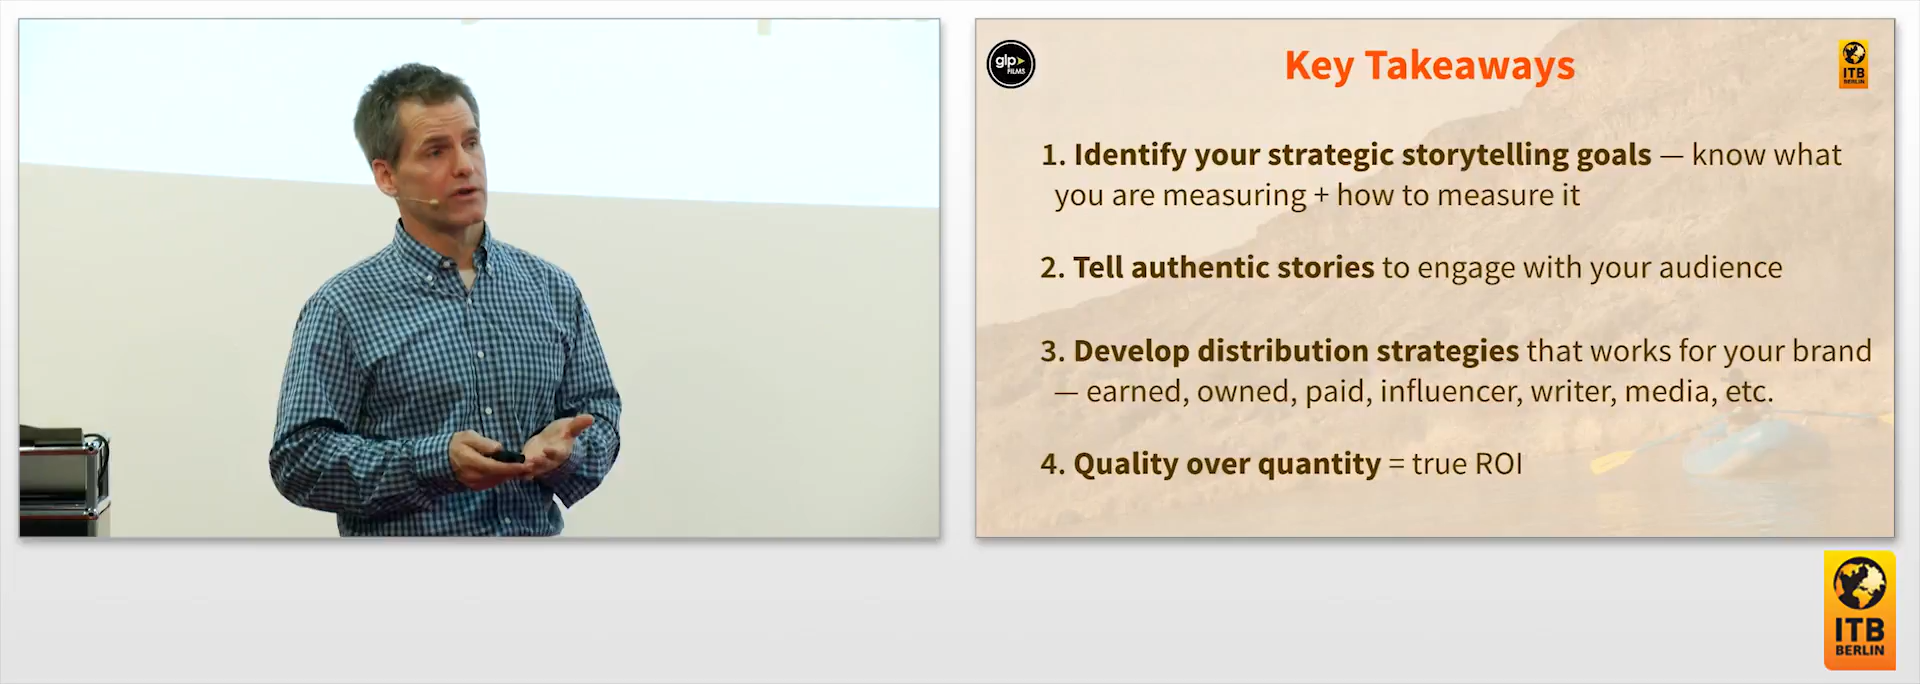 glp
FILMS
Key Takeaways
ITB
BERLIN
1. Identify your strategic storytelling goals — know what
you are measuring + how to measure it
2. Tell authentic stories to engage with your audience
3. Develop distribution strategies that works for your brand
— earned, owned, paid, influencer, writer, media, etc.
4. Quality over quantity = true ROI
ITB
BERLIN